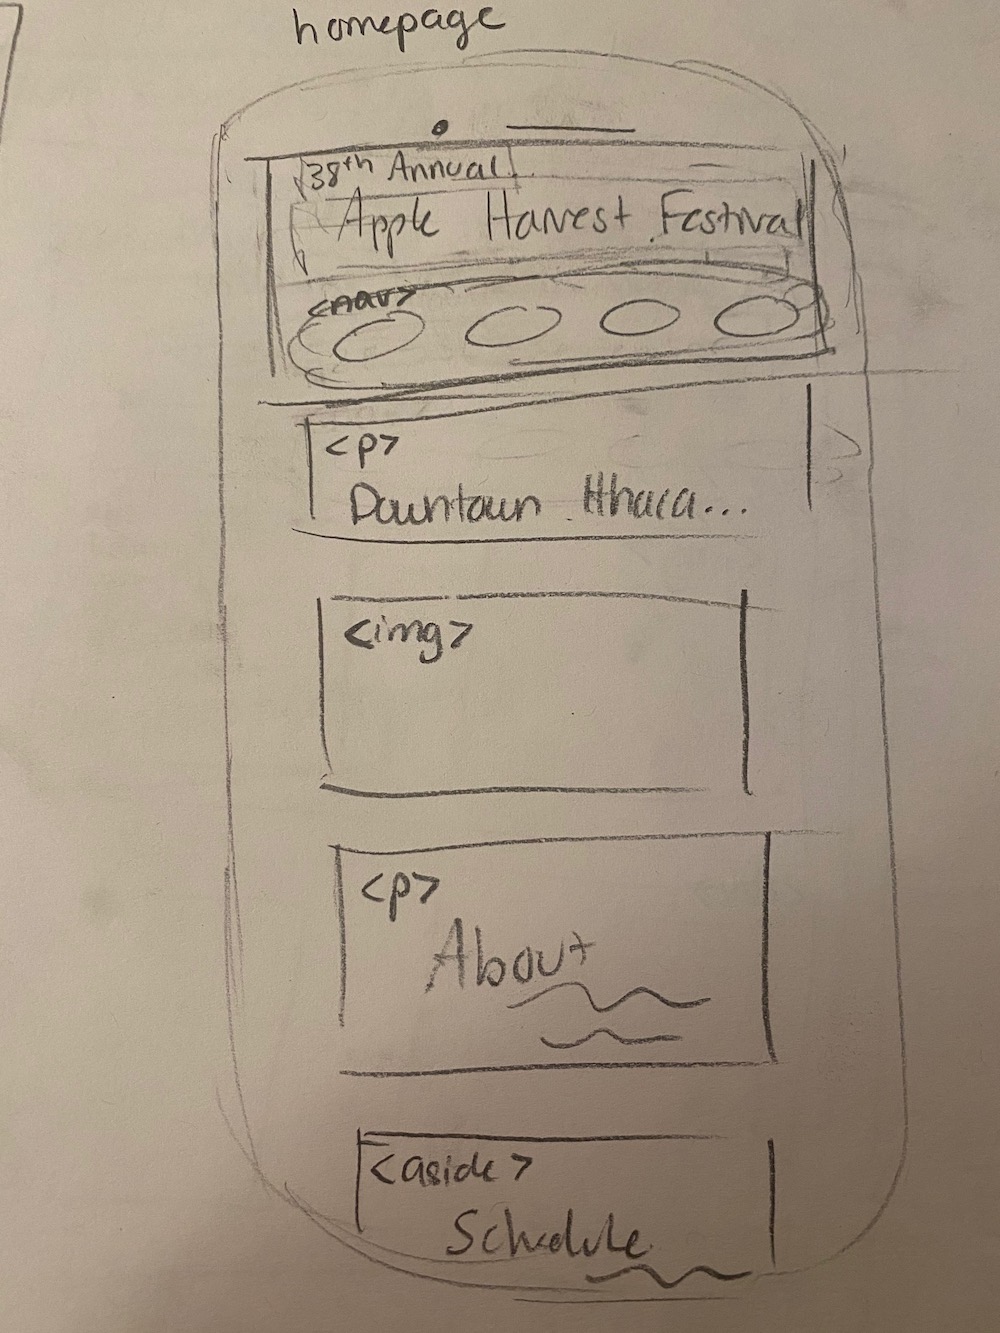 homepage
38th Annual
Apple Harvest Festival
<nav>
<p>
Downtown Ithaca...
<img>
<p>
About
<aside>
Schedule